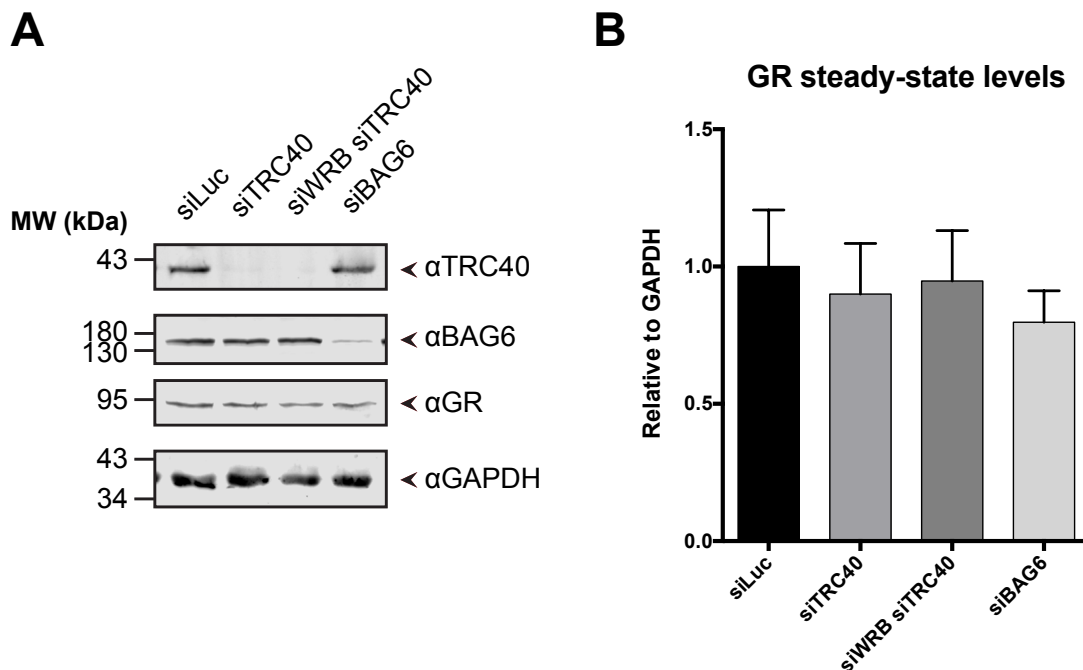 A
siLuc
siTRC40
siWRB siTRC40
siBAG6
MW (kDa)
43
αTRC40
180
130
αBAG6
95
αGR
43
34
αGAPDH
B
GR steady-state levels
Relative to GAPDH
1.5
1.0
0.5
0.0
siLuc
siTRC40
siWRB siTRC40
siBAG6